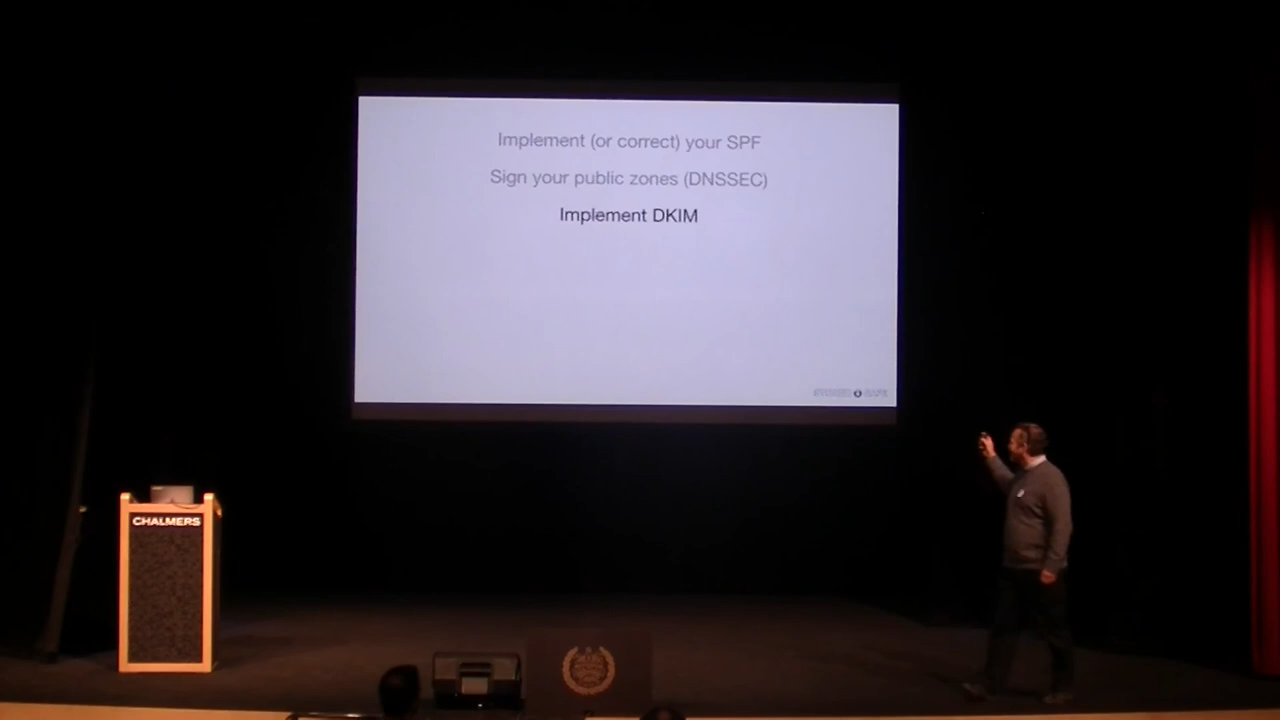 Implement (or correct) your SPF
Sign your public zones (DNSSEC)
Implement DKIM
CHALMERS